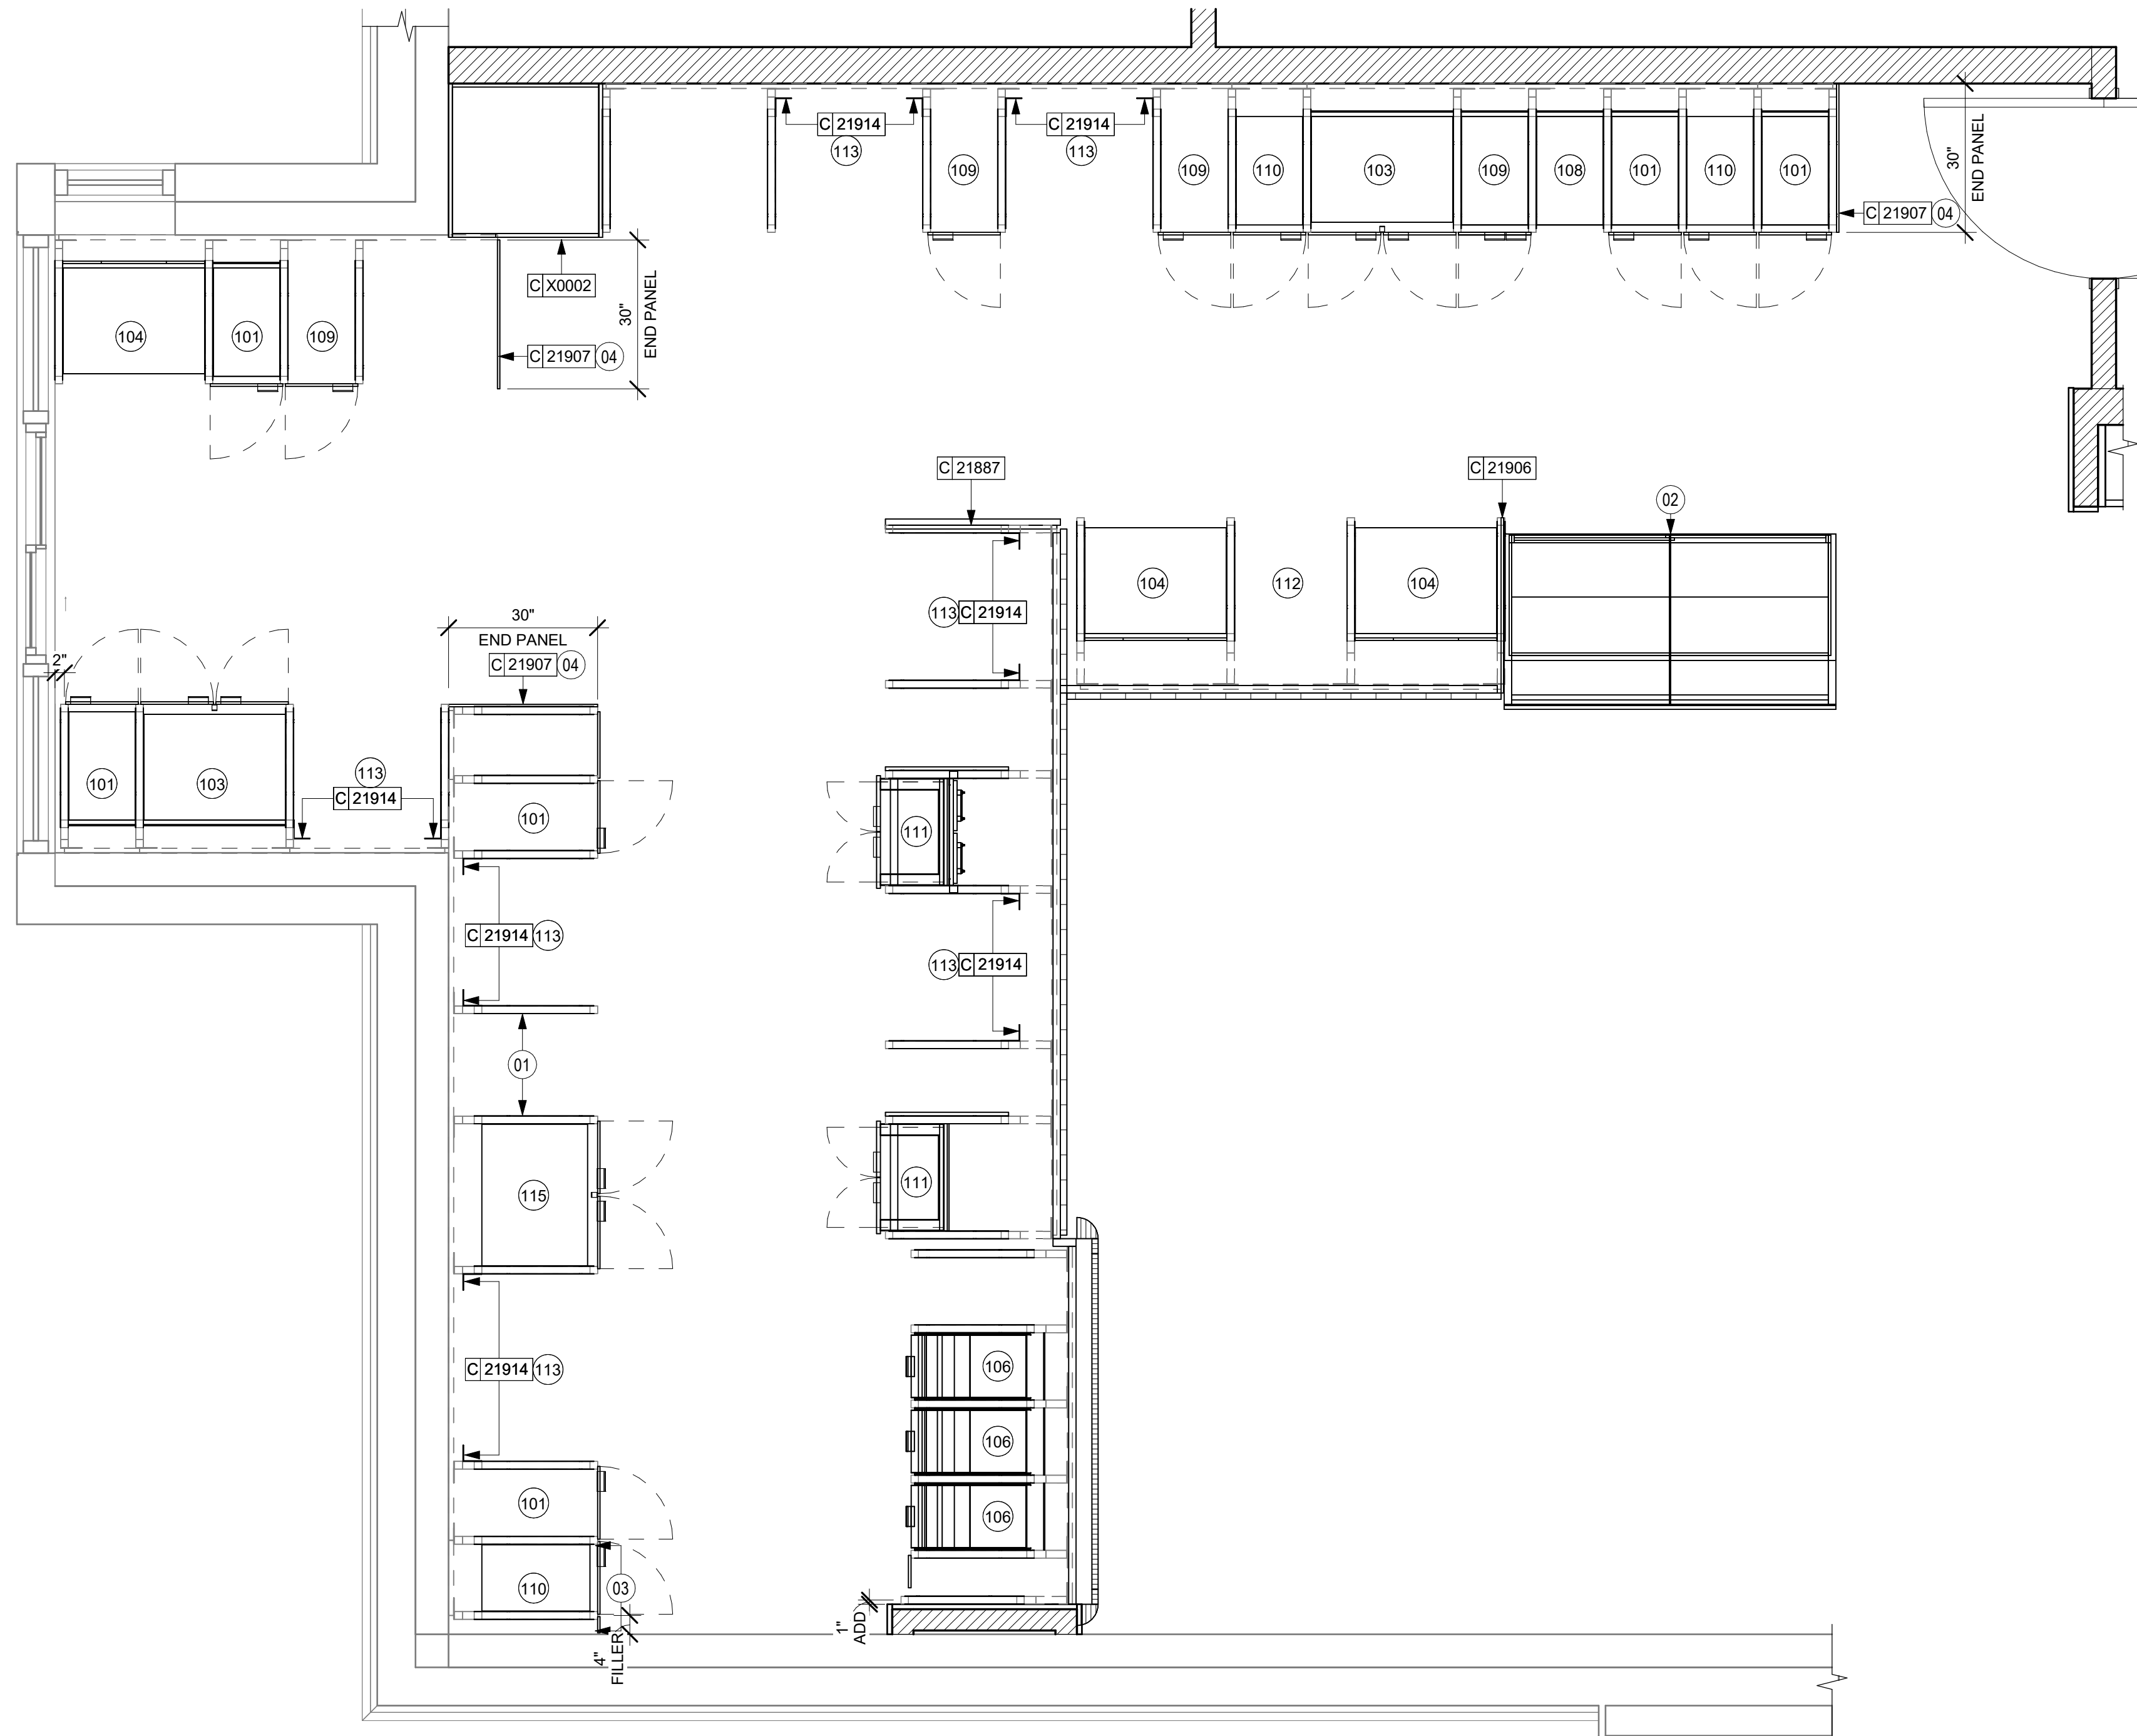 C 21914
113
C 21914
113
30"
END PANEL
109
109
110
103
109
108
101
110
101
C 21907 04
C X0002
30"
END PANEL
104
101
109
C 21907 04
C 21887
C 21906
02
104
112
104
113 C 21914
30"
END PANEL
C 21907 04
2"
101
103
113
C 21914
101
111
C 21914 113
113 C 21914
01
115
111
C 21914 113
106
106
106
101
110
03
4"
FILLER
1"
ADD